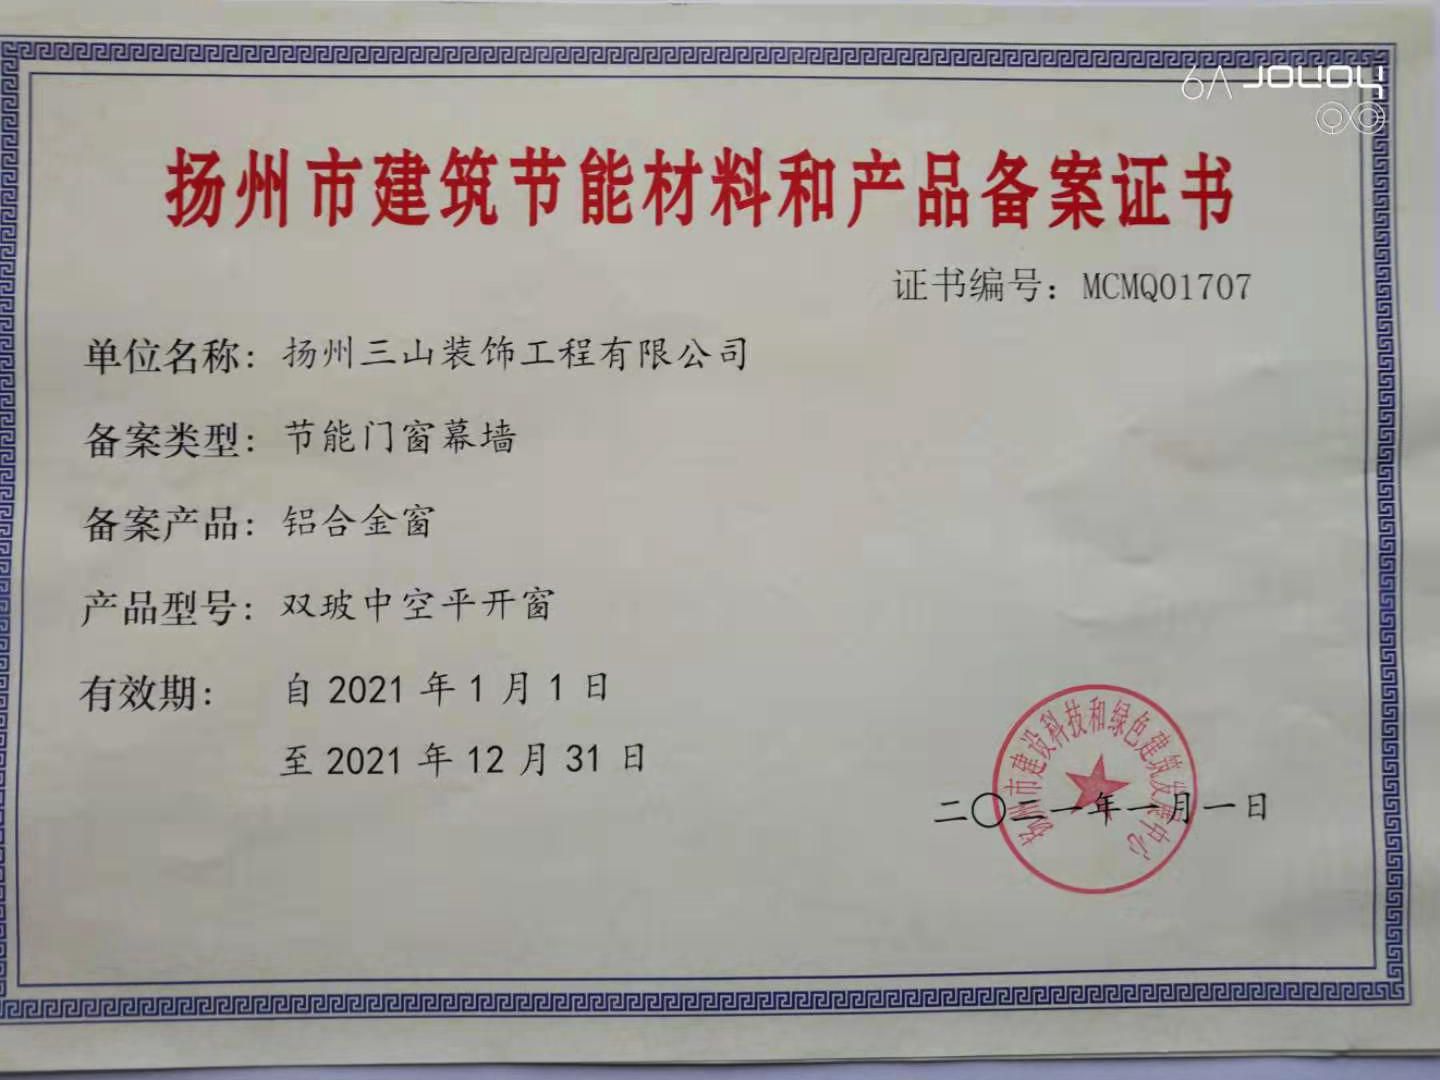 6A JOYOY
扬州市建筑节能材料和产品备案证书
证书编号：MCMQ01707
单位名称：扬州三山装饰工程有限公司
备案类型：节能门窗幕墙
备案产品：铝合金窗
产品型号：双玻中空平开窗
有效期：自 2021 年 1 月 1 日
至 2021 年 12 月 31 日
扬州市建设科技和绿色建筑发展中心
二〇二一年一月一日